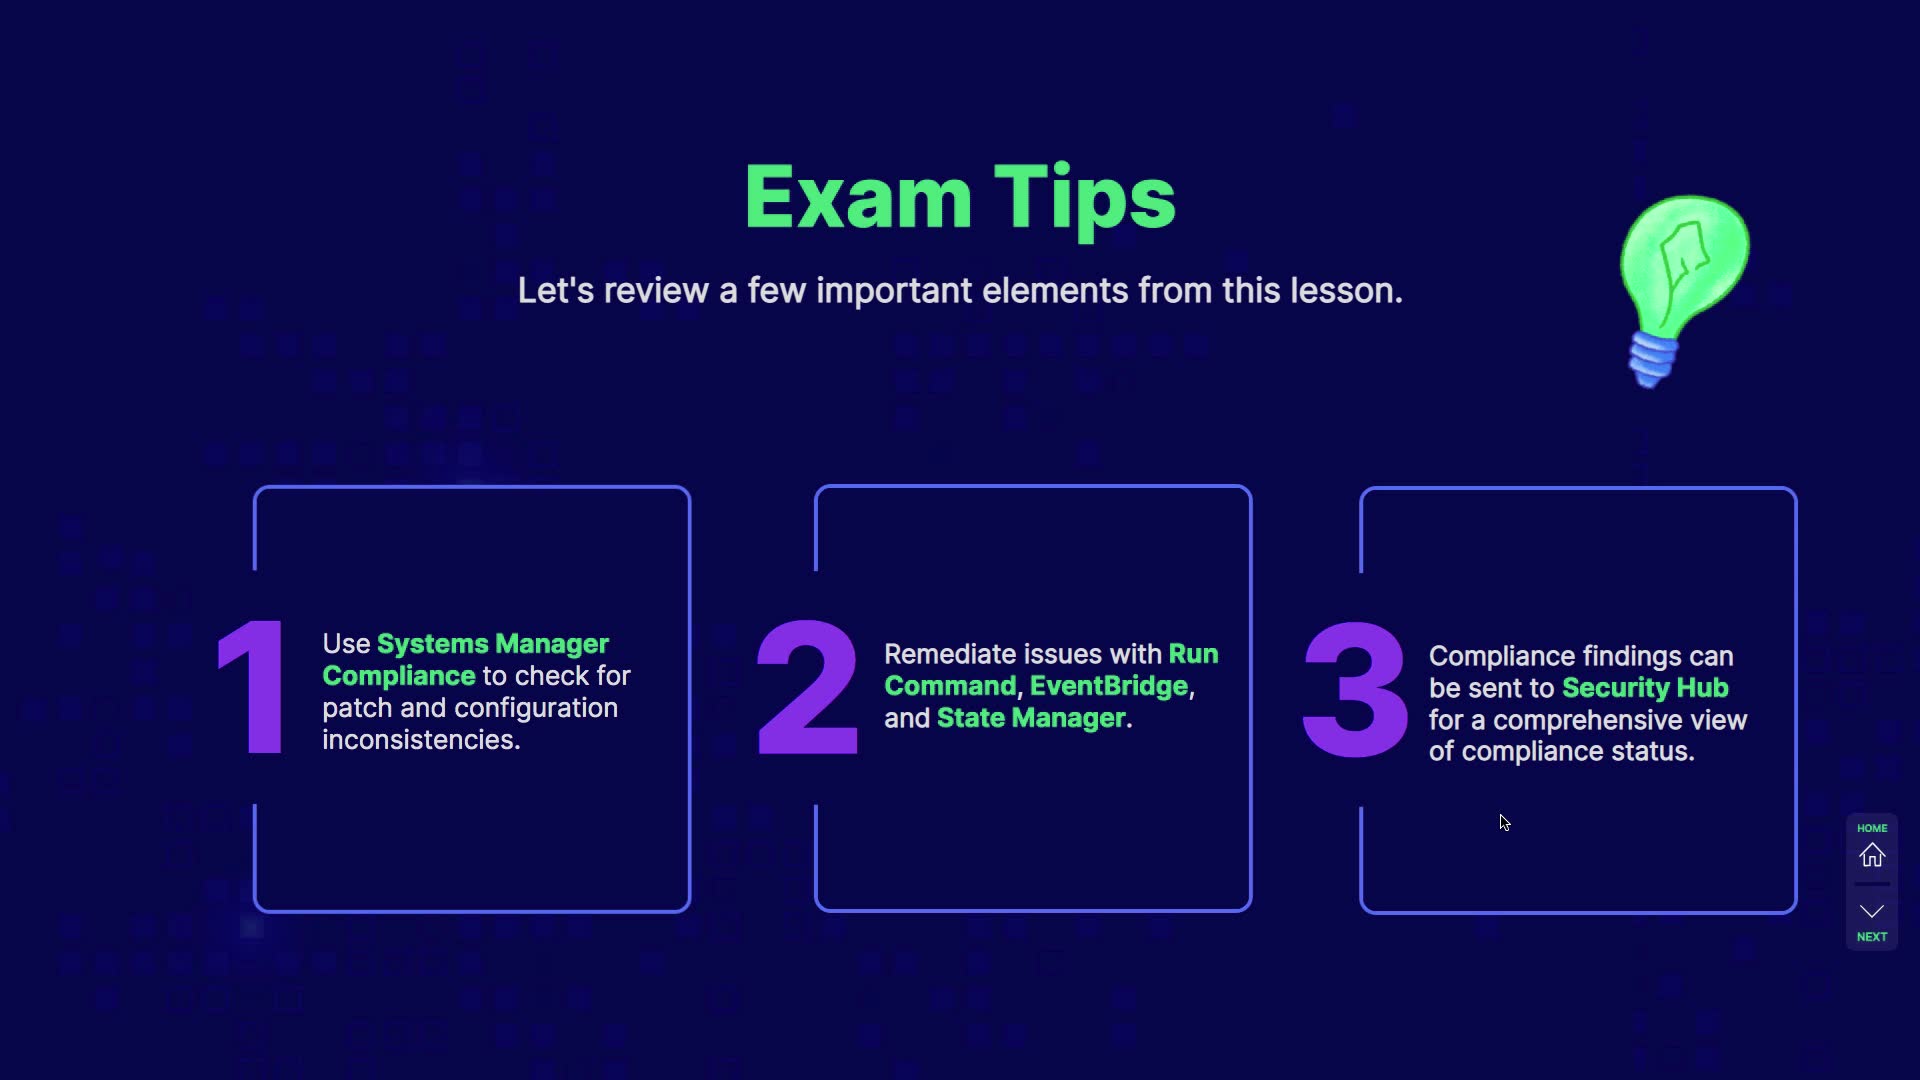 Exam Tips
Let's review a few important elements from this lesson.
1
Use Systems Manager
Compliance to check for
patch and configuration
inconsistencies.
2
Remediate issues with Run
Command, EventBridge,
and State Manager.
3
Compliance findings can
be sent to Security Hub
for a comprehensive view
of compliance status.
HOME
NEXT